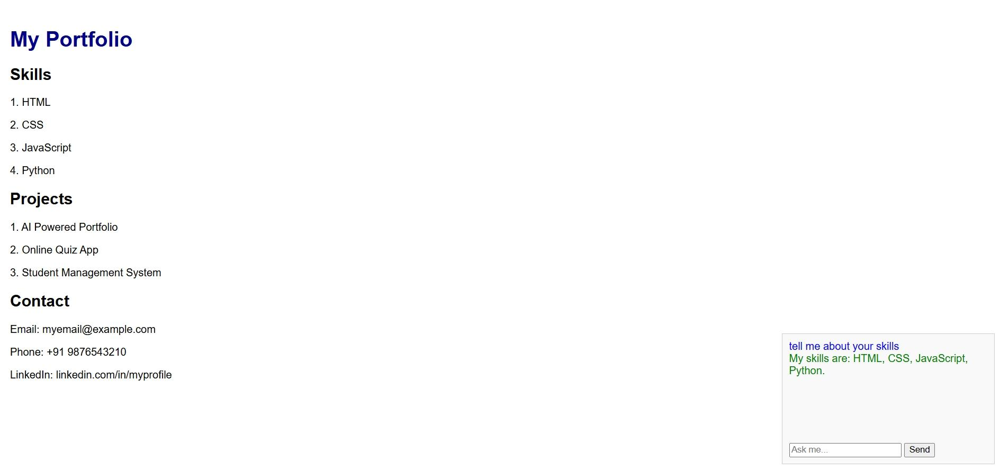 My Portfolio
Skills
1. HTML
2. CSS
3. JavaScript
4. Python
Projects
1. AI Powered Portfolio
2. Online Quiz App
3. Student Management System
Contact
Email: myemail@example.com
Phone: +91 9876543210
LinkedIn: linkedin.com/in/myprofile
tell me about your skills
My skills are: HTML, CSS, JavaScript,
Python.
Ask me... Send